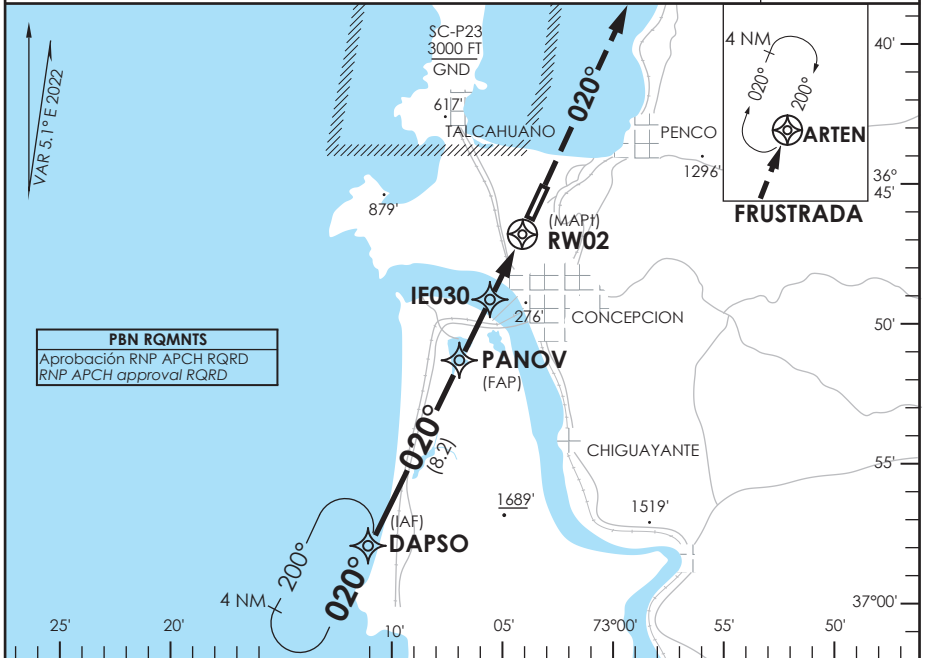 SC-P23
3000 FT
GND
617'
TALCAHUANO
020°
PENCO
1296'
4 NM
020°
200°
ARTEN
FRUSTRADA
40'
36°
45'
VAR 5.1° E 2022
879'
(MAPt)
RW02
IE030
276'
CONCEPCION
50'
PBN RQMNTS
Aprobación RNP APCH RQRD
RNP APCH approval RQRD
PANOV
(FAP)
020°
(8.2)
CHIGUAYANTE
55'
1689'
1519'
(IAF)
DAPSO
200°
020°
4 NM
37°00'
25'
20'
10'
05'
73°00'
55'
50'